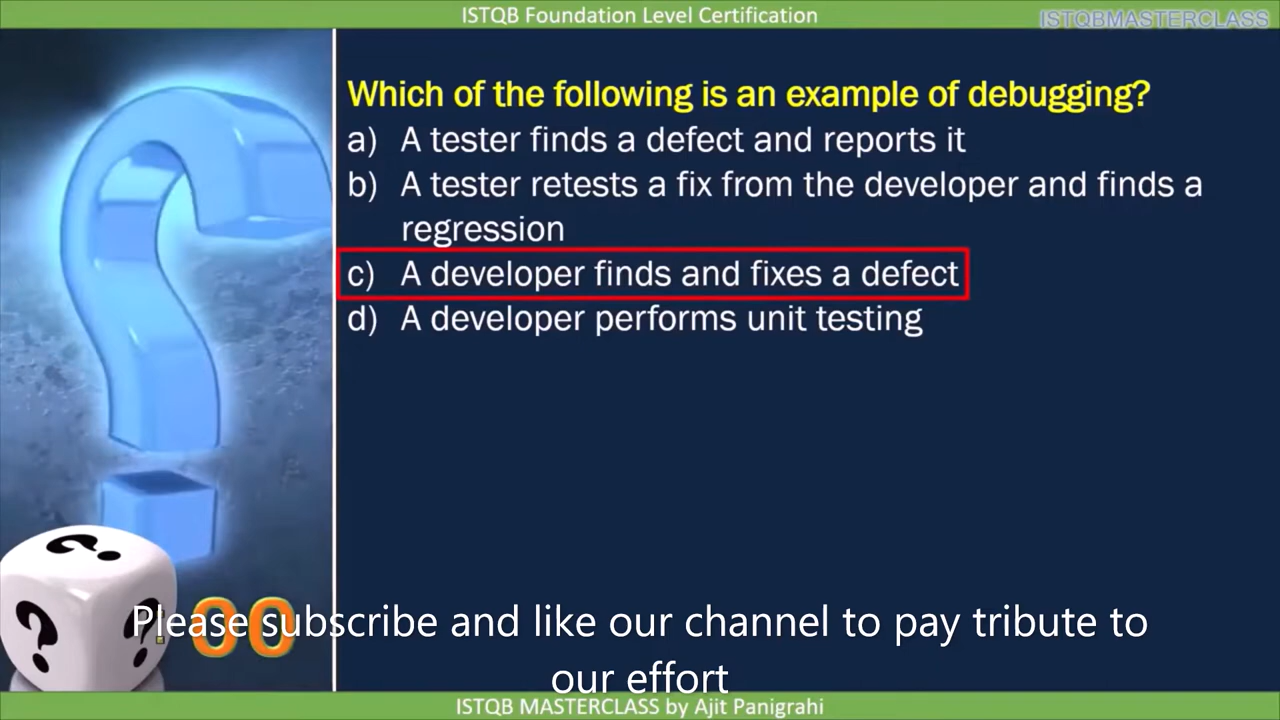 ISTQB Foundation Level Certification
ISTQBMASTERCLASS
Which of the following is an example of debugging?
a) A tester finds a defect and reports it
b) A tester retests a fix from the developer and finds a
regression
c) A developer finds and fixes a defect
d) A developer performs unit testing
:00
Please subscribe and like our channel to pay tribute to
our effort
ISTQB MASTERCLASS by Ajit Panigrahi